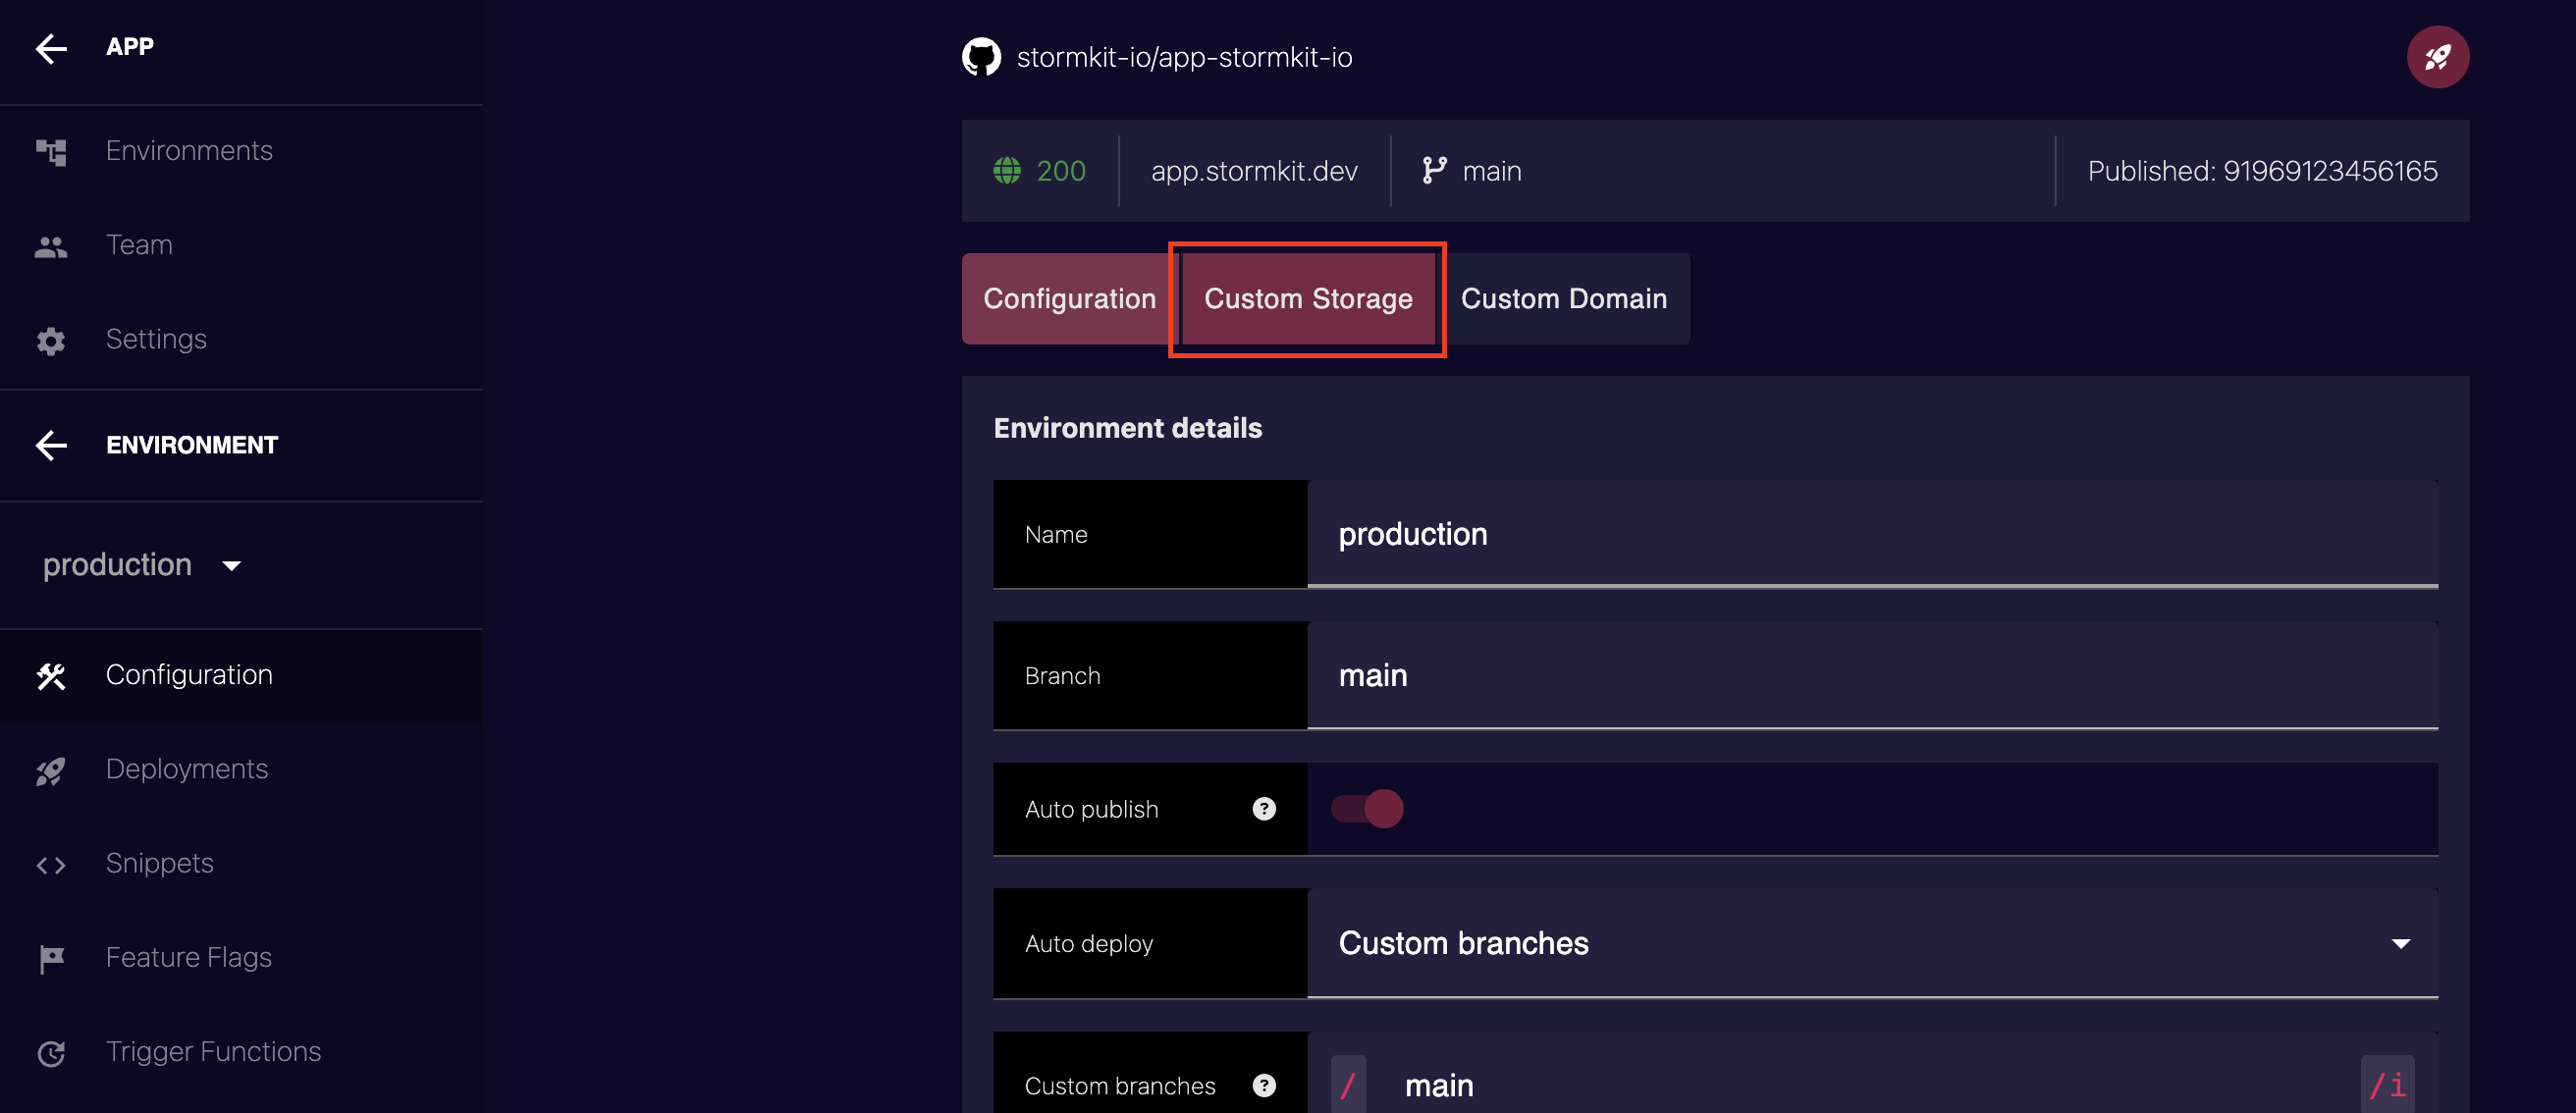 APP
Environments
Team
Settings
ENVIRONMENT
production
Configuration
Deployments
Snippets
Feature Flags
Trigger Functions
stormkit-io/app-stormkit-io
200 app.stormkit.dev main Published: 91969123456165
Configuration Custom Storage Custom Domain
Environment details
Name production
Branch main
Auto publish ?
Auto deploy Custom branches
Custom branches ? / main /i